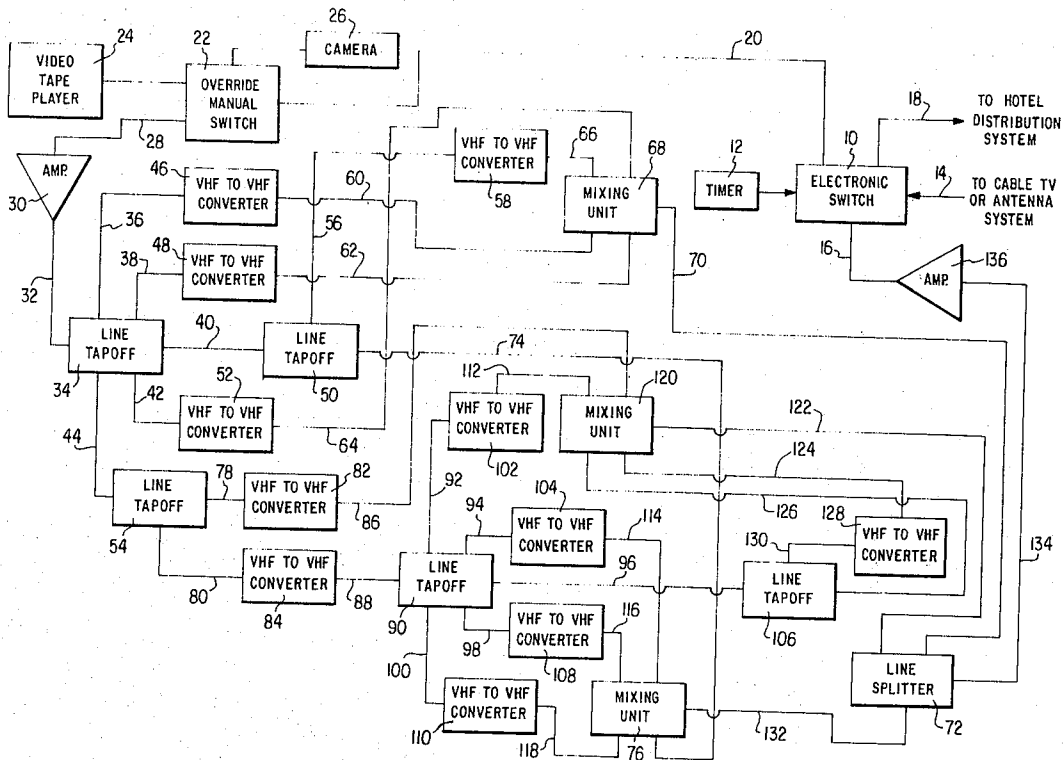 24
VIDEO
TAPE
PLAYER
22
OVERRIDE
MANUAL
SWITCH
26
CAMERA
20
28
AMP.
30
32
18
TO HOTEL
DISTRIBUTION
SYSTEM
12
TIMER
10
ELECTRONIC
SWITCH
14
TO CABLE TV
OR ANTENNA
SYSTEM
16
AMP.
136
46
VHF TO VHF
CONVERTER
36
60
56
VHF TO VHF
CONVERTER
58
66
68
MIXING
UNIT
70
48
VHF TO VHF
CONVERTER
38
62
LINE
TAPOFF
34
40
LINE
TAPOFF
50
74
42
52
VHF TO VHF
CONVERTER
64
44
LINE
TAPOFF
54
78
82
VHF TO VHF
CONVERTER
86
80
VHF TO VHF
CONVERTER
84
88
112
VHF TO VHF
CONVERTER
102
120
MIXING
UNIT
122
124
126
92
94
104
VHF TO VHF
CONVERTER
114
LINE
TAPOFF
90
96
128
VHF TO VHF
CONVERTER
130
LINE
TAPOFF
106
134
98
VHF TO VHF
CONVERTER
108
116
100
VHF TO VHF
CONVERTER
110
118
MIXING
UNIT
76
132
LINE
SPLITTER
72